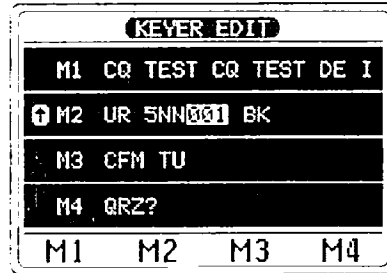 KEYER EDIT
M1 CQ TEST CQ TEST DE I
↑ M2 UR 5NN001 BK
M3 CFM TU
M4 QRZ?
M1 M2 M3 M4